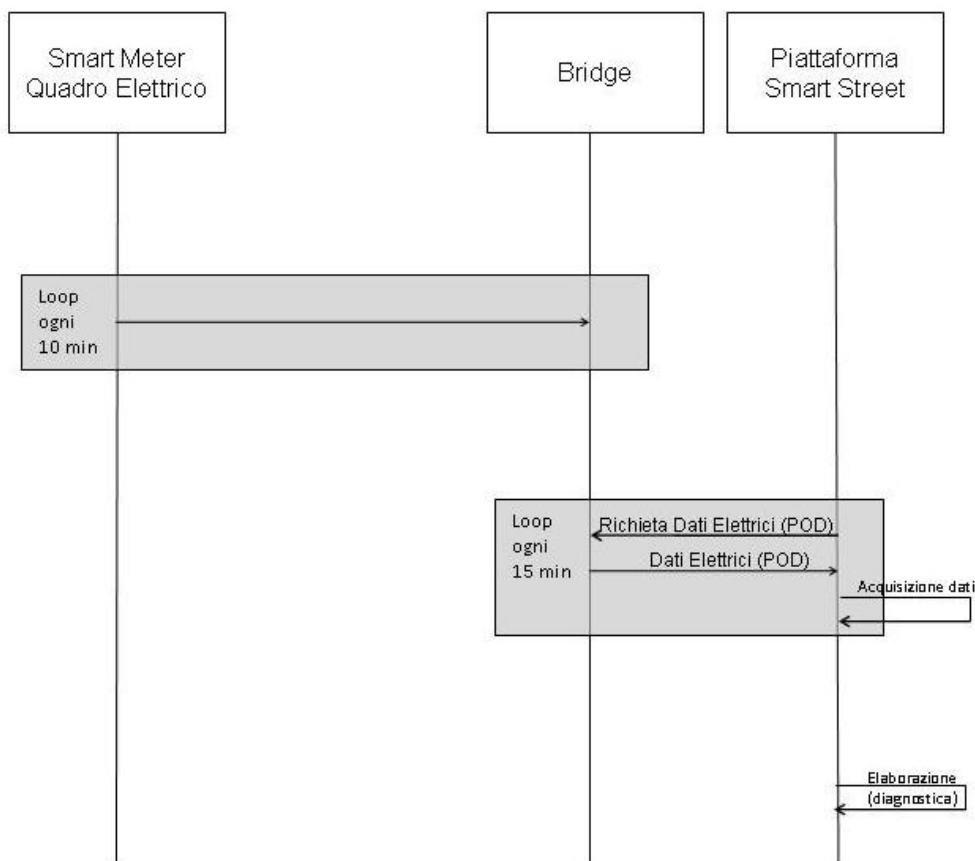 Smart Meter
Quadro Elettrico
Bridge
Piattaforma
Smart Street
Loop
ogni
10 min
Loop
ogni
15 min
Richieta Dati Elettrici (POD)
Dati Elettrici (POD)
Acquisizione dati
Elaborazione
(diagnostica)